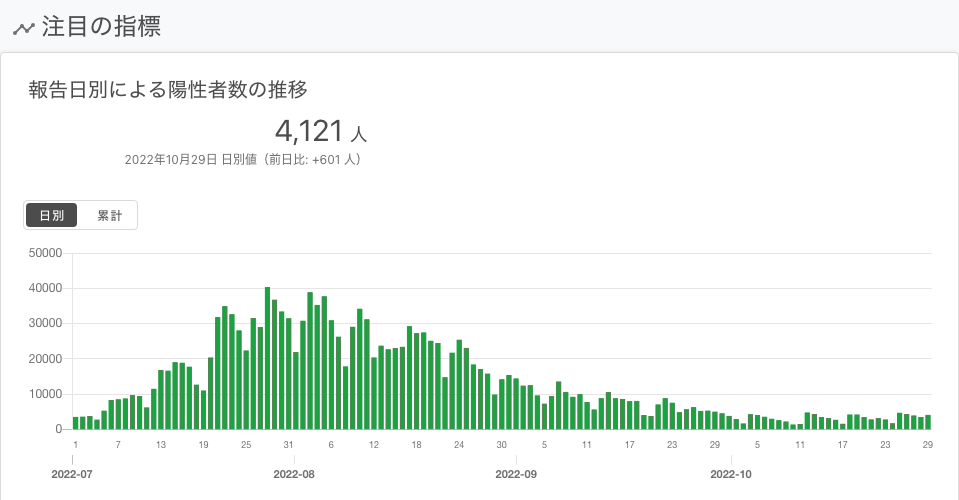 注目の指標
報告日別による陽性者数の推移
4,121 人
2022年10月29日 日別値（前日比: +601 人）
日別 累計
50000
40000
30000
20000
10000
0
1 7 13 19 25 31 6 12 18 24 30 5 11 17 23 29 5 11 17 23 29
2022-07 2022-08 2022-09 2022-10